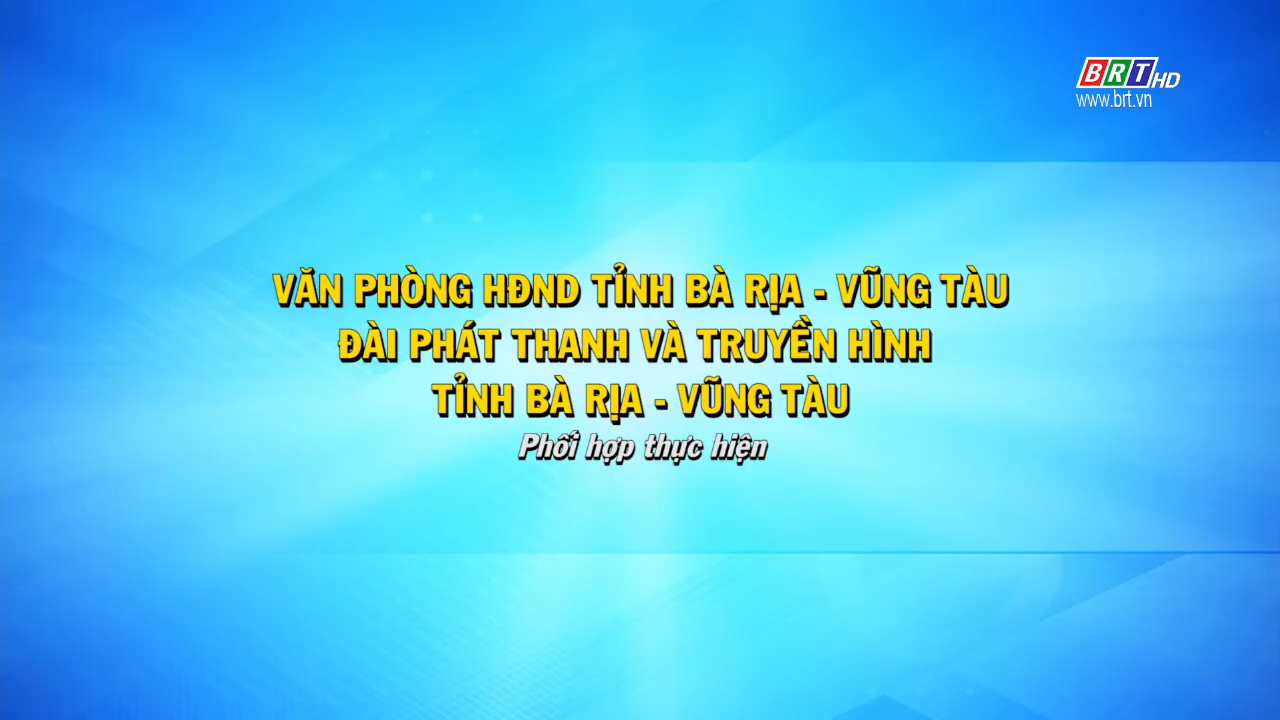 BRT HD
www.brt.vn
VĂN PHÒNG HĐND TỈNH BÀ RỊA - VŨNG TÀU
ĐÀI PHÁT THANH VÀ TRUYỀN HÌNH
TỈNH BÀ RỊA - VŨNG TÀU
Phối hợp thực hiện